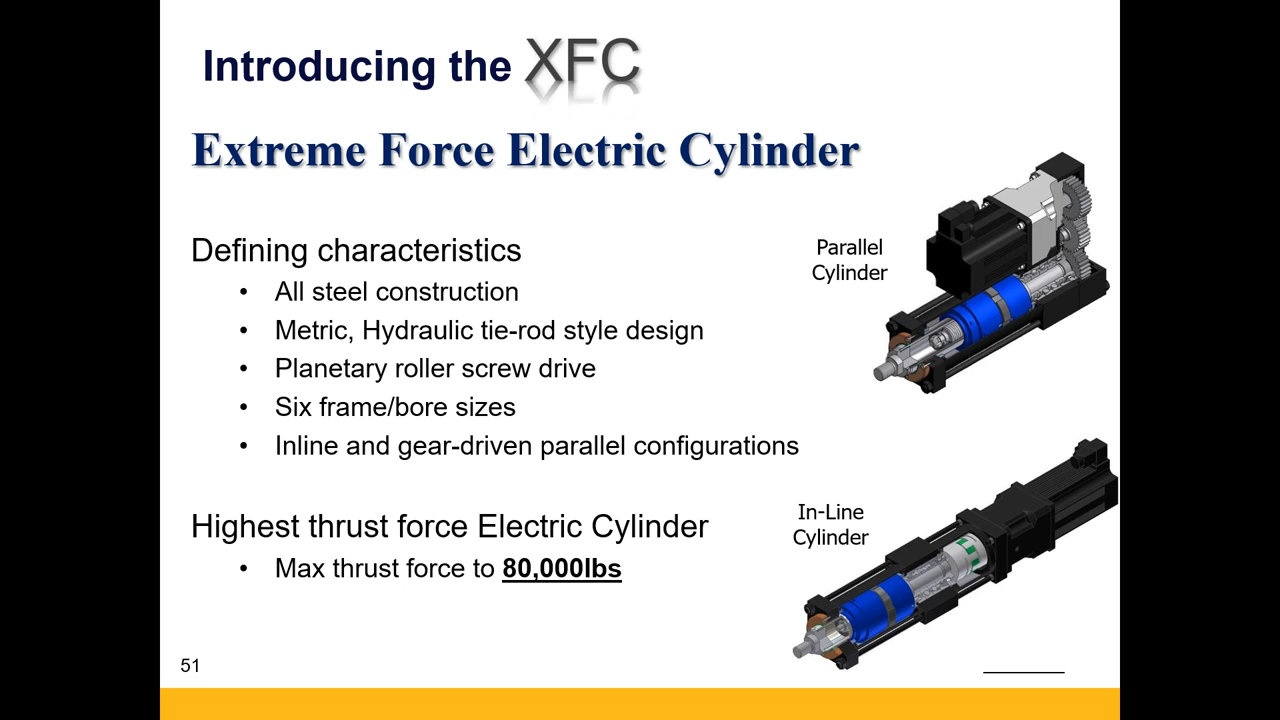 Introducing the XFC
Extreme Force Electric Cylinder
Defining characteristics
• All steel construction
• Metric, Hydraulic tie-rod style design
• Planetary roller screw drive
• Six frame/bore sizes
• Inline and gear-driven parallel configurations
Parallel
Cylinder
Highest thrust force Electric Cylinder
• Max thrust force to 80,000lbs
In-Line
Cylinder
51